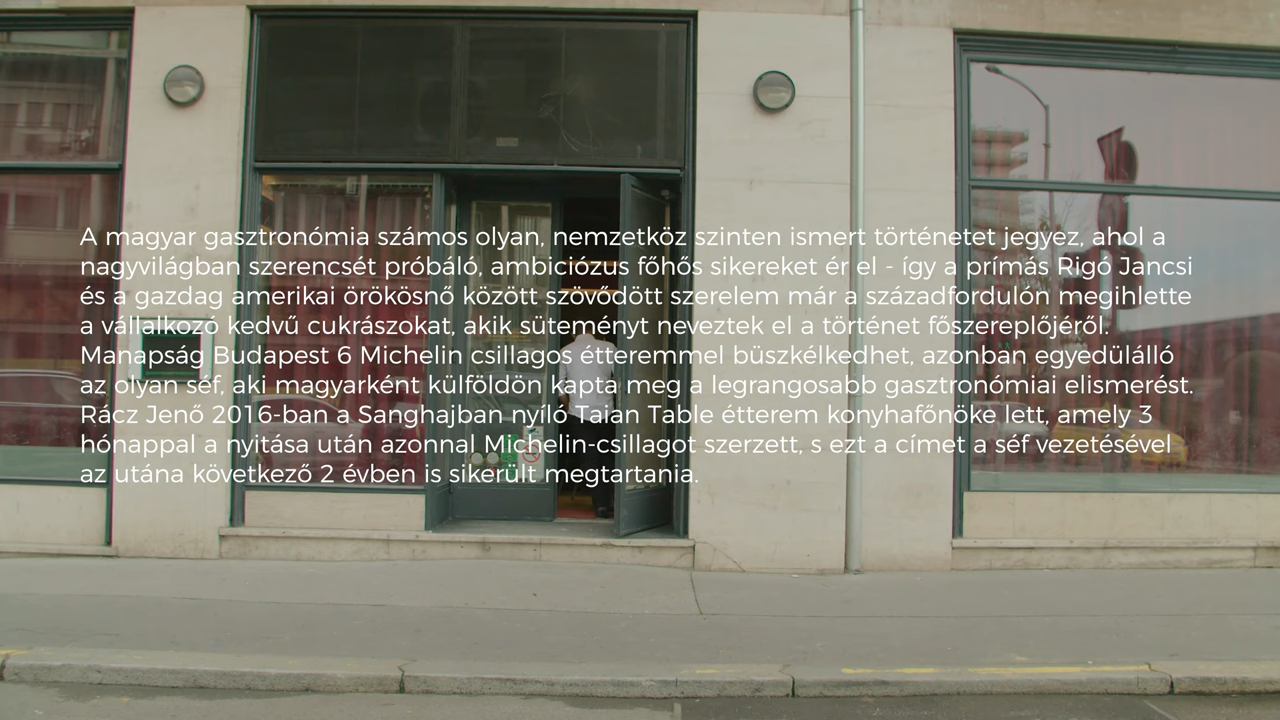 A magyar gasztronómia számos olyan, nemzetköz szinten ismert történetet jegyez, ahol a
nagyvilágban szerencsét próbáló, ambiciózus főhős sikereket ér el - így a prímás Rigó Jancsi
és a gazdag amerikai örökösnő között szövődött szerelem már a századfordulón megihlette
a vállalkozó kedvű cukrászokat, akik süteményt neveztek el a történet főszereplőjéről.
Manapság Budapest 6 Michelin csillagos étteremmel büszkélkedhet, azonban egyedülálló
az olyan séf, aki magyarként külföldön kapta meg a legrangosabb gasztronómiai elismerést.
Rácz Jenő 2016-ban a Sanghajban nyíló Taian Table étterem konyhafőnöke lett, amely 3
hónappal a nyitása után azonnal Michelin-csillagot szerzett, s ezt a címet a séf vezetésével
az utána következő 2 évben is sikerült megtartania.